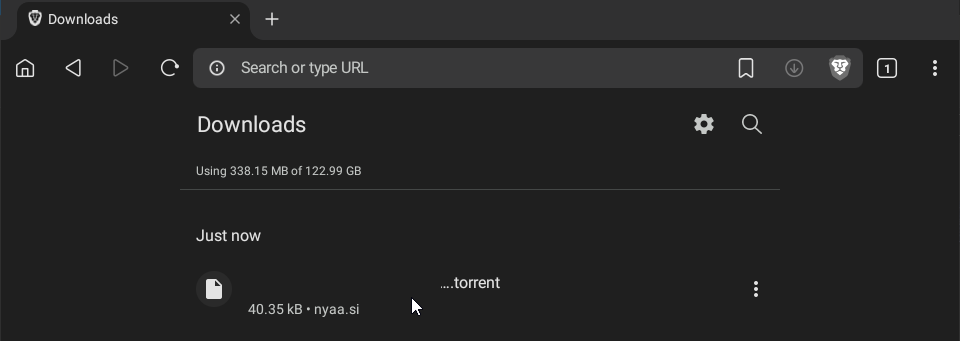 Downloads
Search or type URL
1
Downloads
Using 338.15 MB of 122.99 GB
Just now
....torrent
40.35 kB • nyaa.si